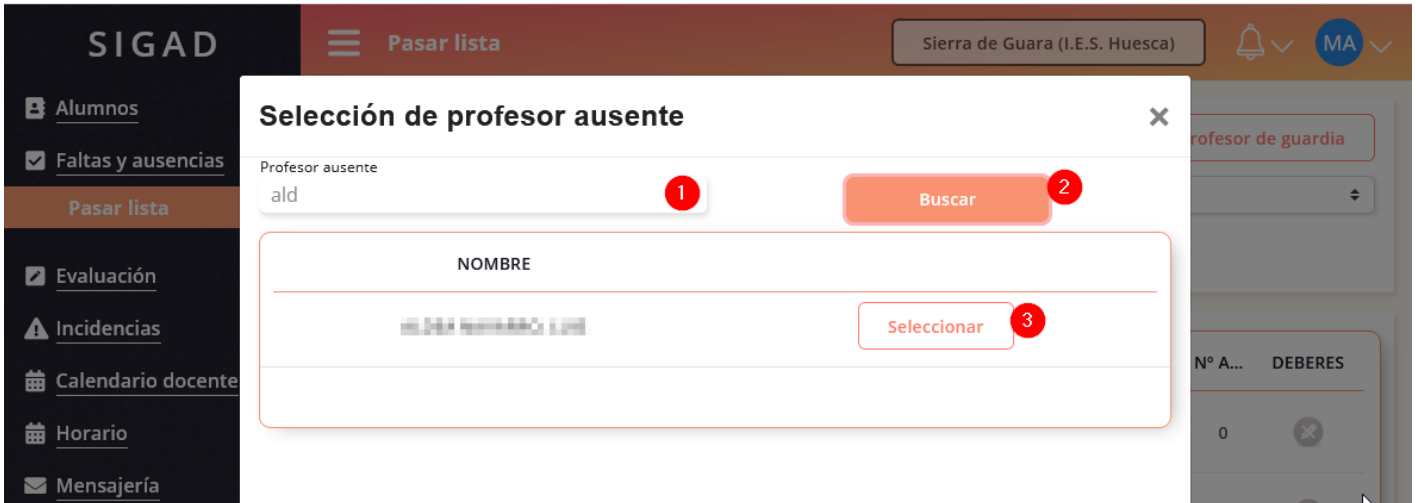 SIGAD
Pasar lista
Sierra de Guara (I.E.S. Huesca)
MA
Alumnos
Faltas y ausencias
Pasar lista
Evaluación
Incidencias
Calendario docente
Horario
Mensajería
Selección de profesor ausente
×
Profesor ausente
ald
1
Buscar
2
NOMBRE
Seleccionar
3
rofesor de guardia
Nº A... DEBERES
0